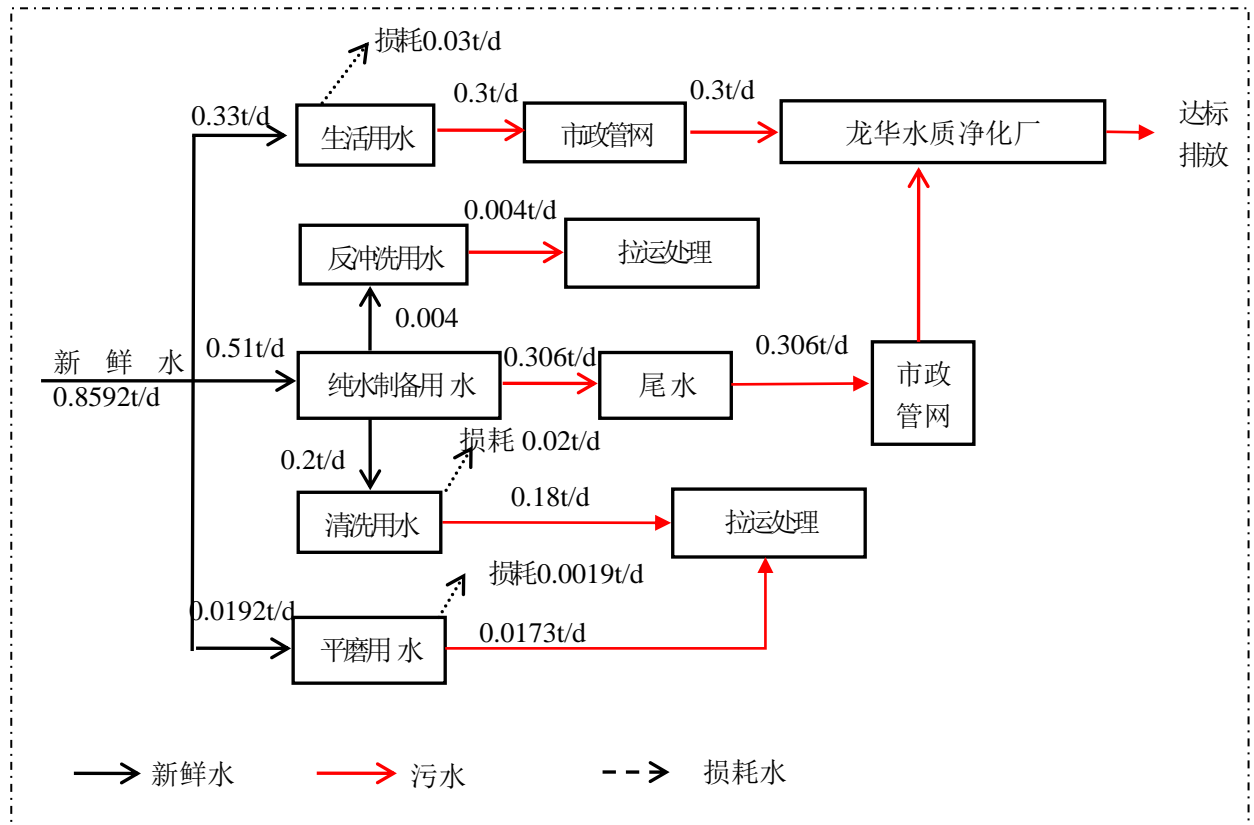 损耗0.03t/d
0.33t/d
生活用水
0.3t/d
市政管网
0.3t/d
龙华水质净化厂
达标
排放
反冲洗用水
0.004t/d
拉运处理
0.004
新 鲜 水
0.8592t/d
0.51t/d
纯水制备用 水
0.306t/d
尾 水
0.306t/d
市政
管网
0.2t/d
损耗 0.02t/d
清洗用水
0.18t/d
拉运处理
损耗0.0019t/d
0.0192t/d
平磨用 水
0.0173t/d
新鲜水
污水
损耗水